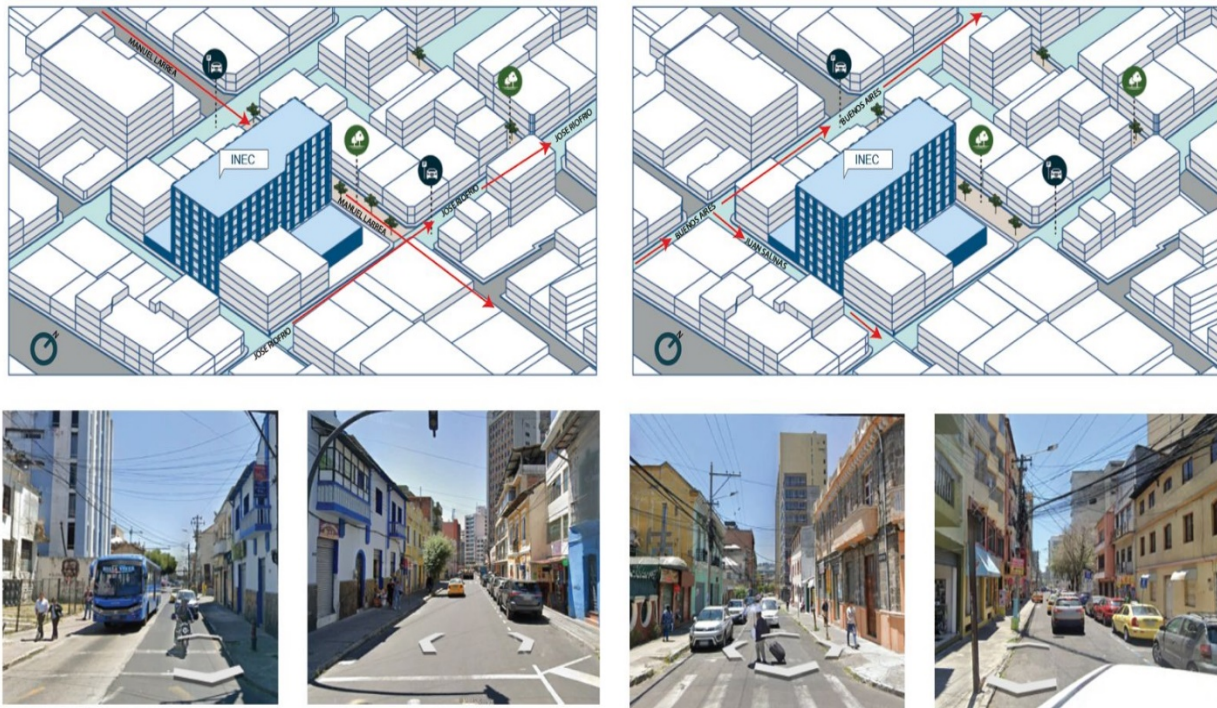 MANUEL LARREA
INEC
JOSE RIOFRIO
JOSE RIOFRIO
MANUEL LARREA
JOSE RIOFRIO
N
BUENOS AIRES
INEC
BUENOS AIRES
JUAN SALINAS
N